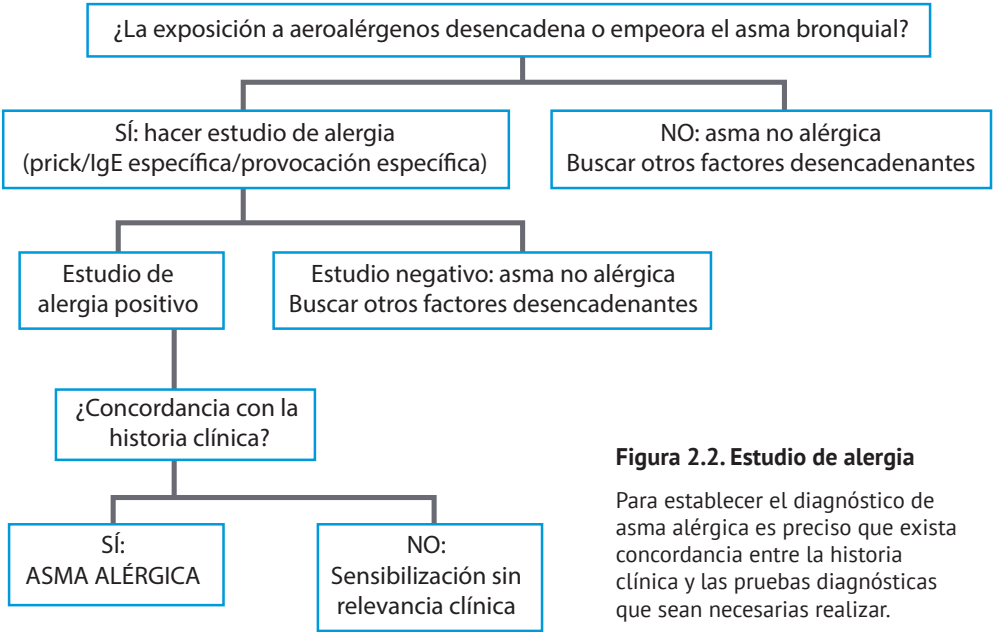 ¿La exposición a aeroalérgenos desencadena o empeora el asma bronquial?
SÍ: hacer estudio de alergia
(prick/IgE específica/provocación específica)
NO: asma no alérgica
Buscar otros factores desencadenantes
Estudio de
alergia positivo
Estudio negativo: asma no alérgica
Buscar otros factores desencadenantes
¿Concordancia con la
historia clínica?
SÍ:
ASMA ALÉRGICA
NO:
Sensibilización sin
relevancia clínica
Figura 2.2. Estudio de alergia
Para establecer el diagnóstico de
asma alérgica es preciso que exista
concordancia entre la historia
clínica y las pruebas diagnósticas
que sean necesarias realizar.